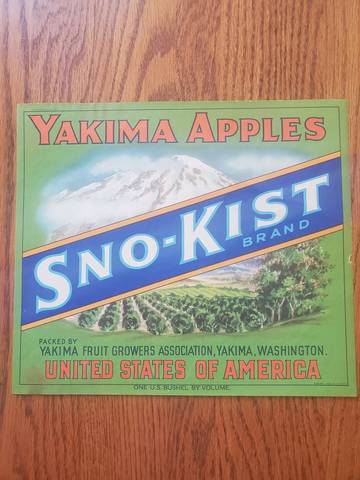 YAKIMA APPLES
SNO-KIST
BRAND
PACKED BY
YAKIMA FRUIT GROWERS ASSOCIATION, YAKIMA, WASHINGTON.
UNITED STATES OF AMERICA
ONE U.S. BUSHEL BY VOLUME.